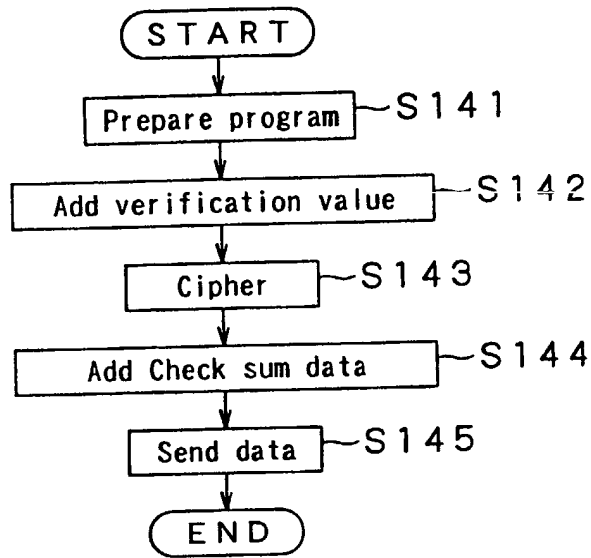 START
Prepare program S141
Add verification value S142
Cipher S143
Add Check sum data S144
Send data S145
END